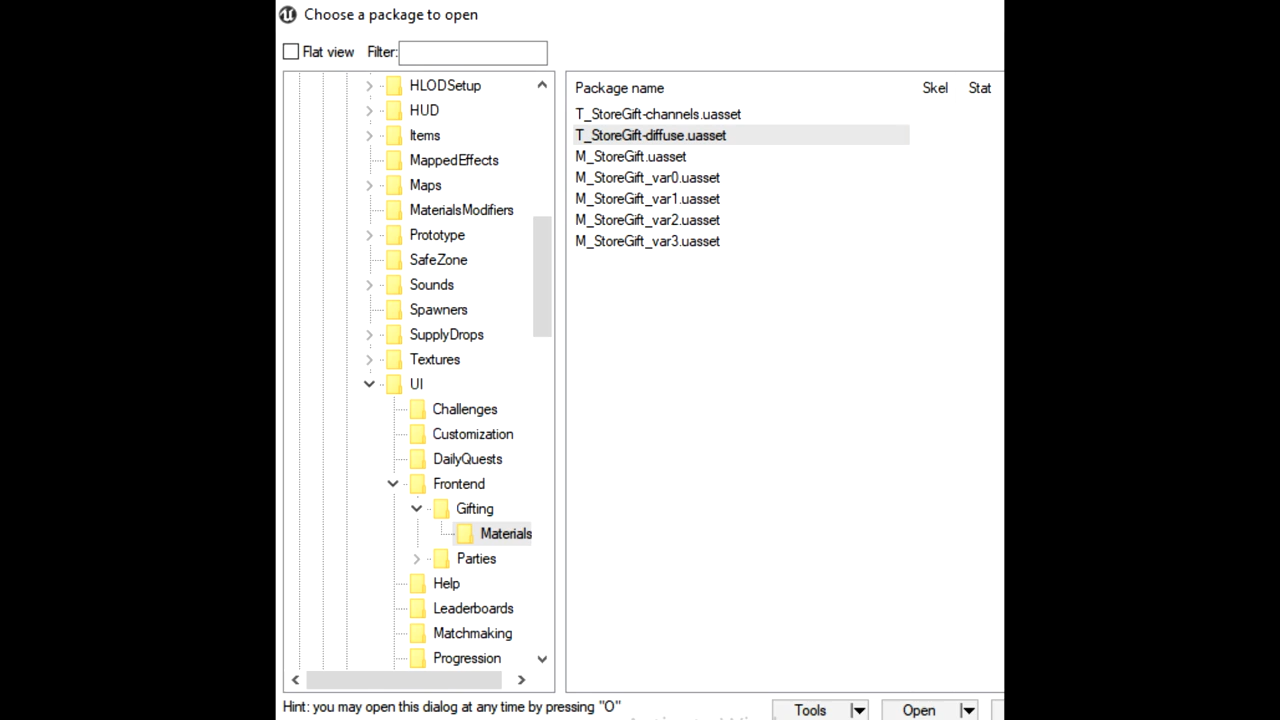 Choose a package to open
Flat view Filter:
HLODSetup
HUD
Items
MappedEffects
Maps
MaterialsModifiers
Prototype
SafeZone
Sounds
Spawners
SupplyDrops
Textures
UI
Challenges
Customization
DailyQuests
Frontend
Gifting
Materials
Parties
Help
Leaderboards
Matchmaking
Progression
Package name Skel Stat
T_StoreGift-channels.uasset
T_StoreGift-diffuse.uasset
M_StoreGift.uasset
M_StoreGift_var0.uasset
M_StoreGift_var1.uasset
M_StoreGift_var2.uasset
M_StoreGift_var3.uasset
Hint: you may open this dialog at any time by pressing "O"
Tools Open